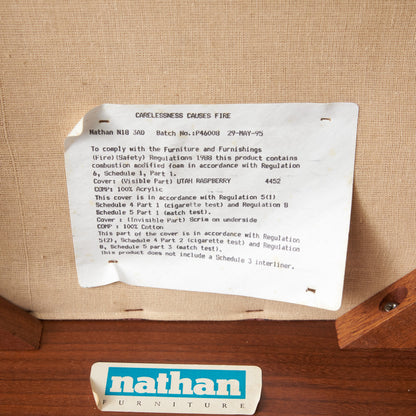 CARELESSNESS CAUSES FIRE
Nathan N18 3AD Batch No.:P46008 29-MAY-95
To comply with the Furniture and Furnishings
(Fire)(Safety) Regulations 1988 this product contains
combustion modified foam in accordance with Regulation
6, Schedule 1, Part 1.
Cover: (Visible Part) UTAH RASPBERRY 4452
COMP: 100% Acrylic
This cover is in accordance with Regulation 5(1)
Schedule 4 Part 1 (cigarette test) and Regulation 8
Schedule 5 Part 1 (match test).
Cover : (Invisible Part) Scrim on underside
COMP : 100% Cotton
This part of the cover is in accordance with Regulation
5(2), Schedule 4 Part 2 (cigarette test) and Regulation
8, Schedule 5 part 3 (match test).
This product does not include a Schedule 3 interliner.
nathan
FURNITURE